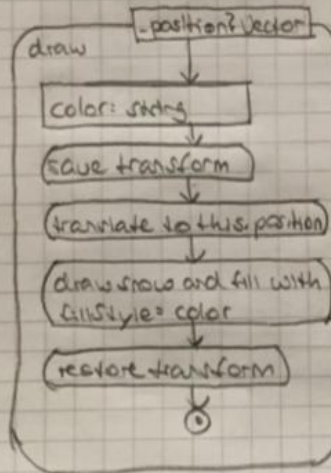 _position: Vector
draw
color: string
save transform
translate to this.position
draw snow and fill with
fillStyle = color
restore transform